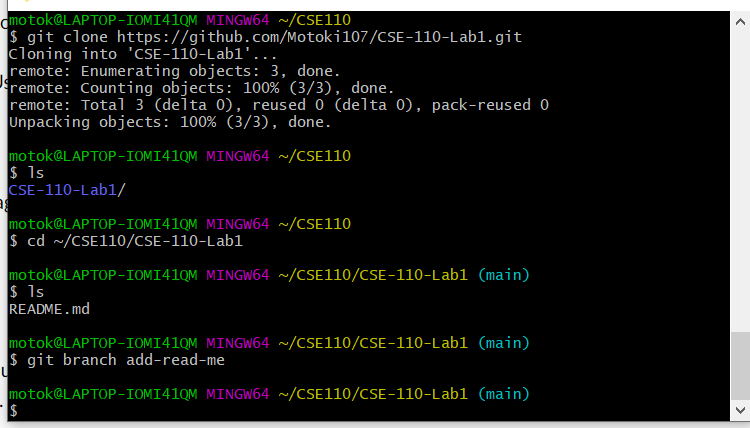 motok@LAPTOP-IOMI41QM MINGW64 ~/CSE110
$ git clone https://github.com/Motoki107/CSE-110-Lab1.git
Cloning into 'CSE-110-Lab1'...
remote: Enumerating objects: 3, done.
remote: Counting objects: 100% (3/3), done.
remote: Total 3 (delta 0), reused 0 (delta 0), pack-reused 0
Unpacking objects: 100% (3/3), done.
motok@LAPTOP-IOMI41QM MINGW64 ~/CSE110
$ ls
CSE-110-Lab1/
motok@LAPTOP-IOMI41QM MINGW64 ~/CSE110
$ cd ~/CSE110/CSE-110-Lab1
motok@LAPTOP-IOMI41QM MINGW64 ~/CSE110/CSE-110-Lab1 (main)
$ ls
README.md
motok@LAPTOP-IOMI41QM MINGW64 ~/CSE110/CSE-110-Lab1 (main)
$ git branch add-read-me
motok@LAPTOP-IOMI41QM MINGW64 ~/CSE110/CSE-110-Lab1 (main)
$